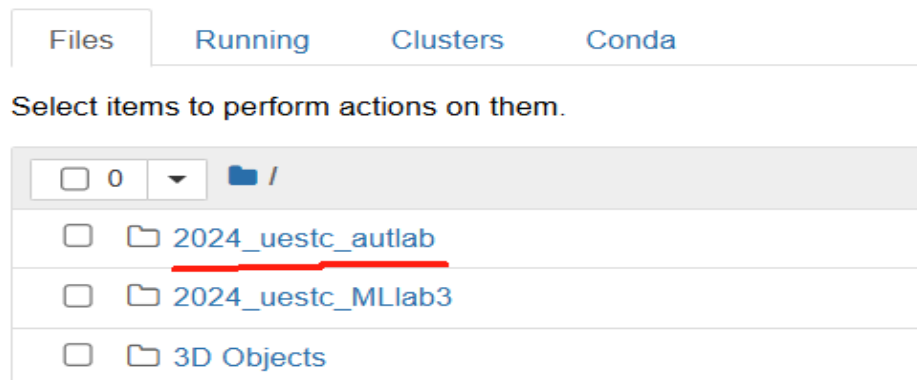 Files Running Clusters Conda
Select items to perform actions on them.
0 /
2024_uestc_autlab
2024_uestc_MLlab3
3D Objects